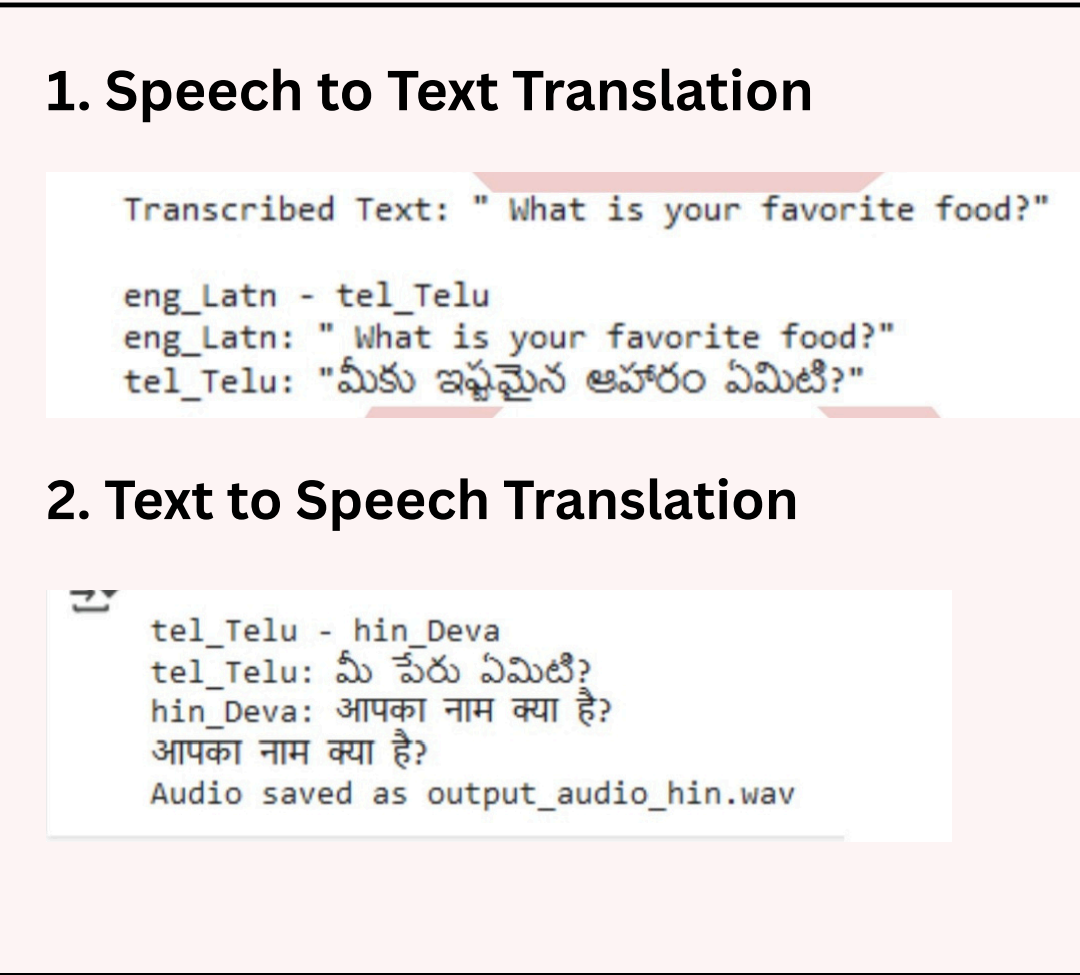 1. Speech to Text Translation
Transcribed Text: " What is your favorite food?"
eng_Latn - tel_Telu
eng_Latn: " What is your favorite food?"
tel_Telu: "మీకు ఇష్టమైన ఆహారం ఏమిటి?"
2. Text to Speech Translation
tel_Telu - hin_Deva
tel_Telu: మీ పేరు ఏమిటి?
hin_Deva: आपका नाम क्या है?
आपका नाम क्या है?
Audio saved as output_audio_hin.wav